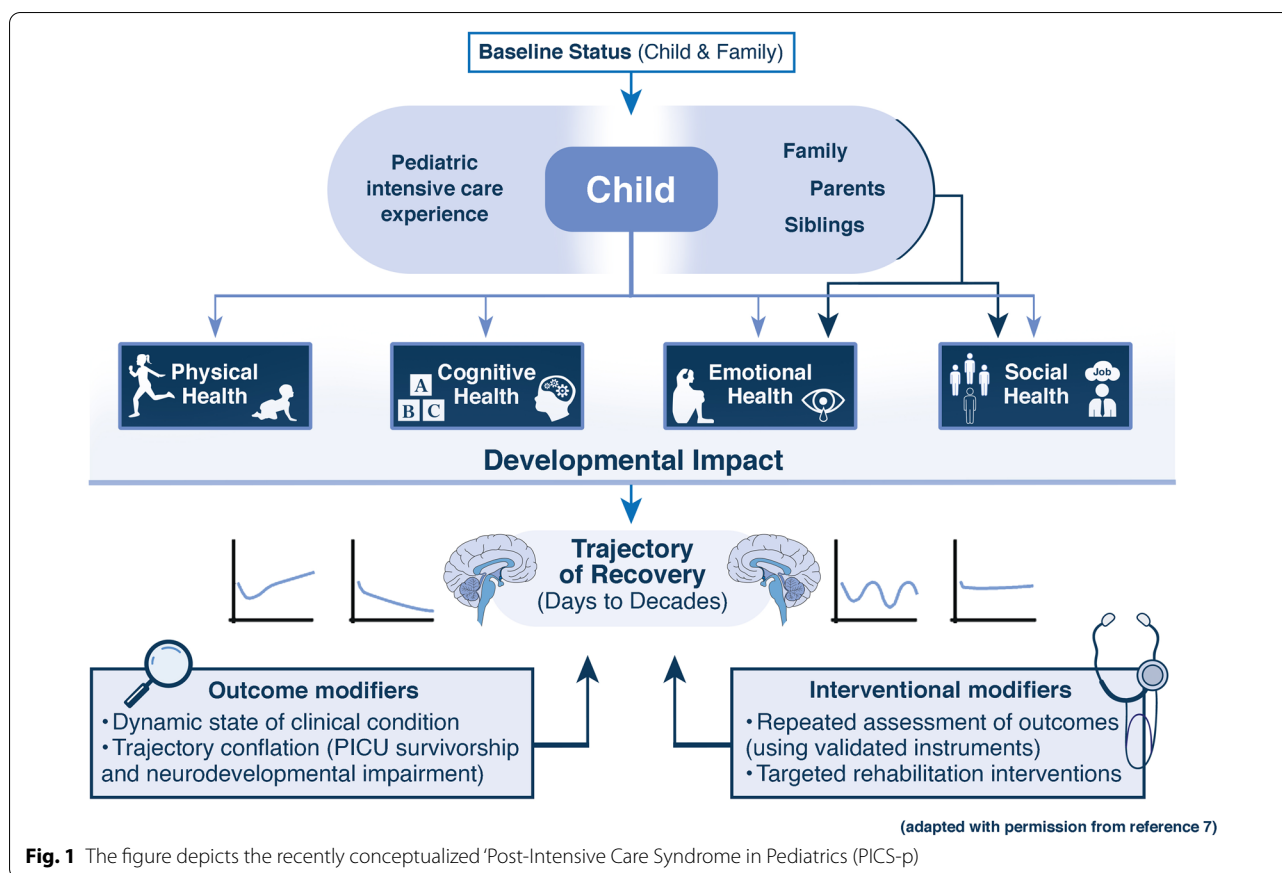 Baseline Status (Child & Family)
Pediatric
intensive care
experience
Child
Family
Parents
Siblings
Physical
Health
A
B C
Cognitive
Health
Emotional
Health
Social
Health
Job
Developmental Impact
Trajectory
of Recovery
(Days to Decades)
Outcome modifiers
• Dynamic state of clinical condition
• Trajectory conflation (PICU survivorship
and neurodevelopmental impairment)
Interventional modifiers
• Repeated assessment of outcomes
(using validated instruments)
• Targeted rehabilitation interventions
(adapted with permission from reference 7)
Fig. 1 The figure depicts the recently conceptualized ‘Post-Intensive Care Syndrome in Pediatrics (PICS-p)